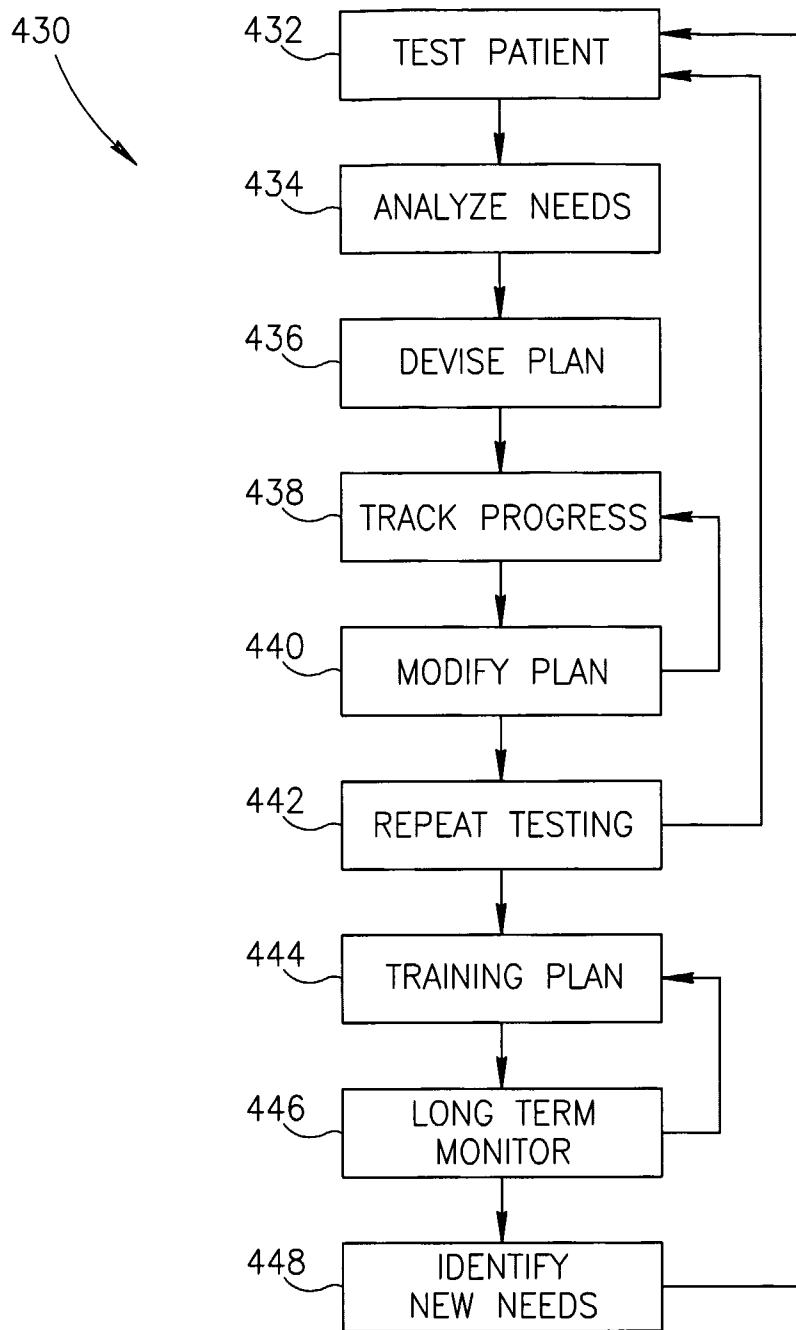 430
432
TEST PATIENT
434
ANALYZE NEEDS
436
DEVISE PLAN
438
TRACK PROGRESS
440
MODIFY PLAN
442
REPEAT TESTING
444
TRAINING PLAN
446
LONG TERM
MONITOR
448
IDENTIFY
NEW NEEDS